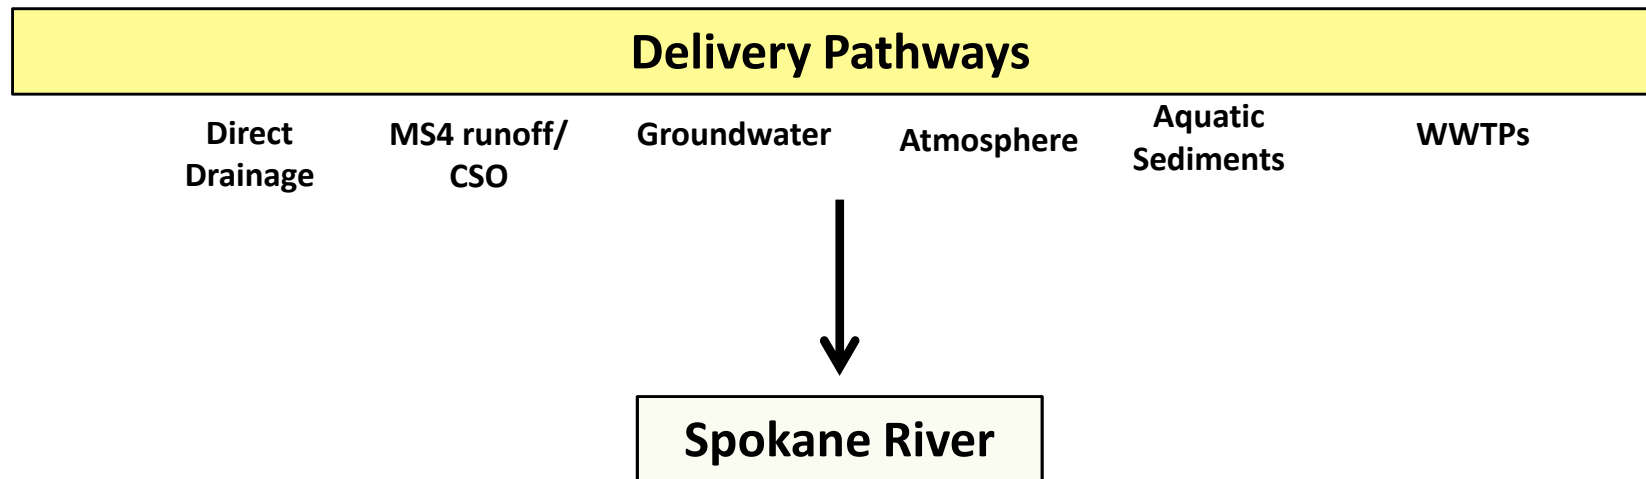 Delivery Pathways
Direct
Drainage
MS4 runoff/
CSO
Groundwater
Atmosphere
Aquatic
Sediments
WWTPs
Spokane River